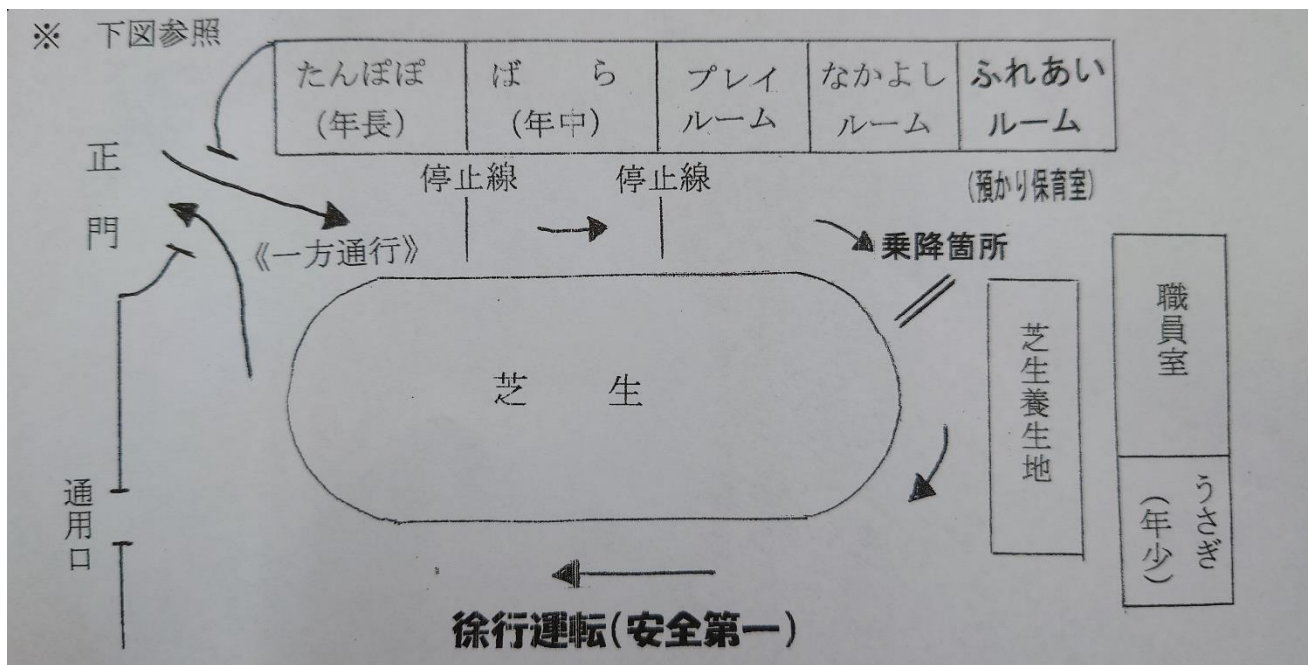 ※ 下図参照
たんぽぽ
(年長)
ば ら
(年中)
プレイ
ルーム
なかよし
ルーム
ふれあい
ルーム
(預かり保育室)
正門
停止線
停止線
《一方通行》
乗降箇所
芝 生
芝生養生地
職員室
うさぎ
(年少)
通用口
徐行運転(安全第一)